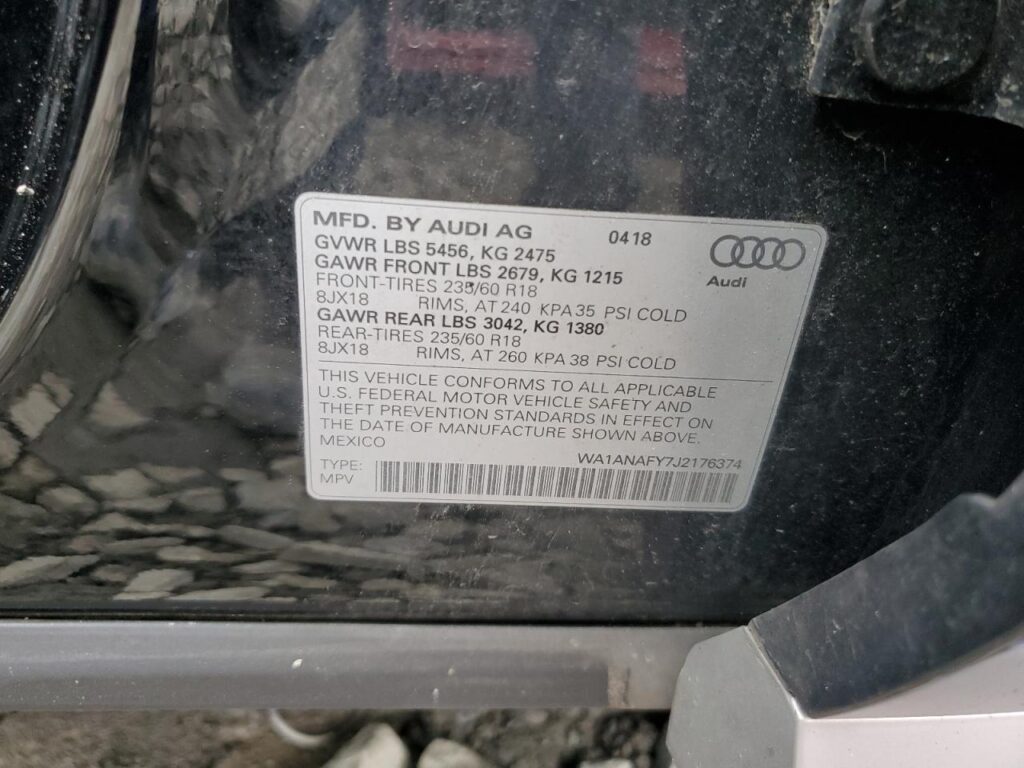 MFD. BY AUDI AG 0418
GVWR LBS 5456, KG 2475
GAWR FRONT LBS 2679, KG 1215
FRONT-TIRES 235/60 R18
8JX18 RIMS, AT 240 KPA 35 PSI COLD
GAWR REAR LBS 3042, KG 1380
REAR-TIRES 235/60 R18
8JX18 RIMS, AT 260 KPA 38 PSI COLD
Audi
THIS VEHICLE CONFORMS TO ALL APPLICABLE
U.S. FEDERAL MOTOR VEHICLE SAFETY AND
THEFT PREVENTION STANDARDS IN EFFECT ON
THE DATE OF MANUFACTURE SHOWN ABOVE.
MEXICO
WA1ANAFY7J2176374
TYPE:
MPV